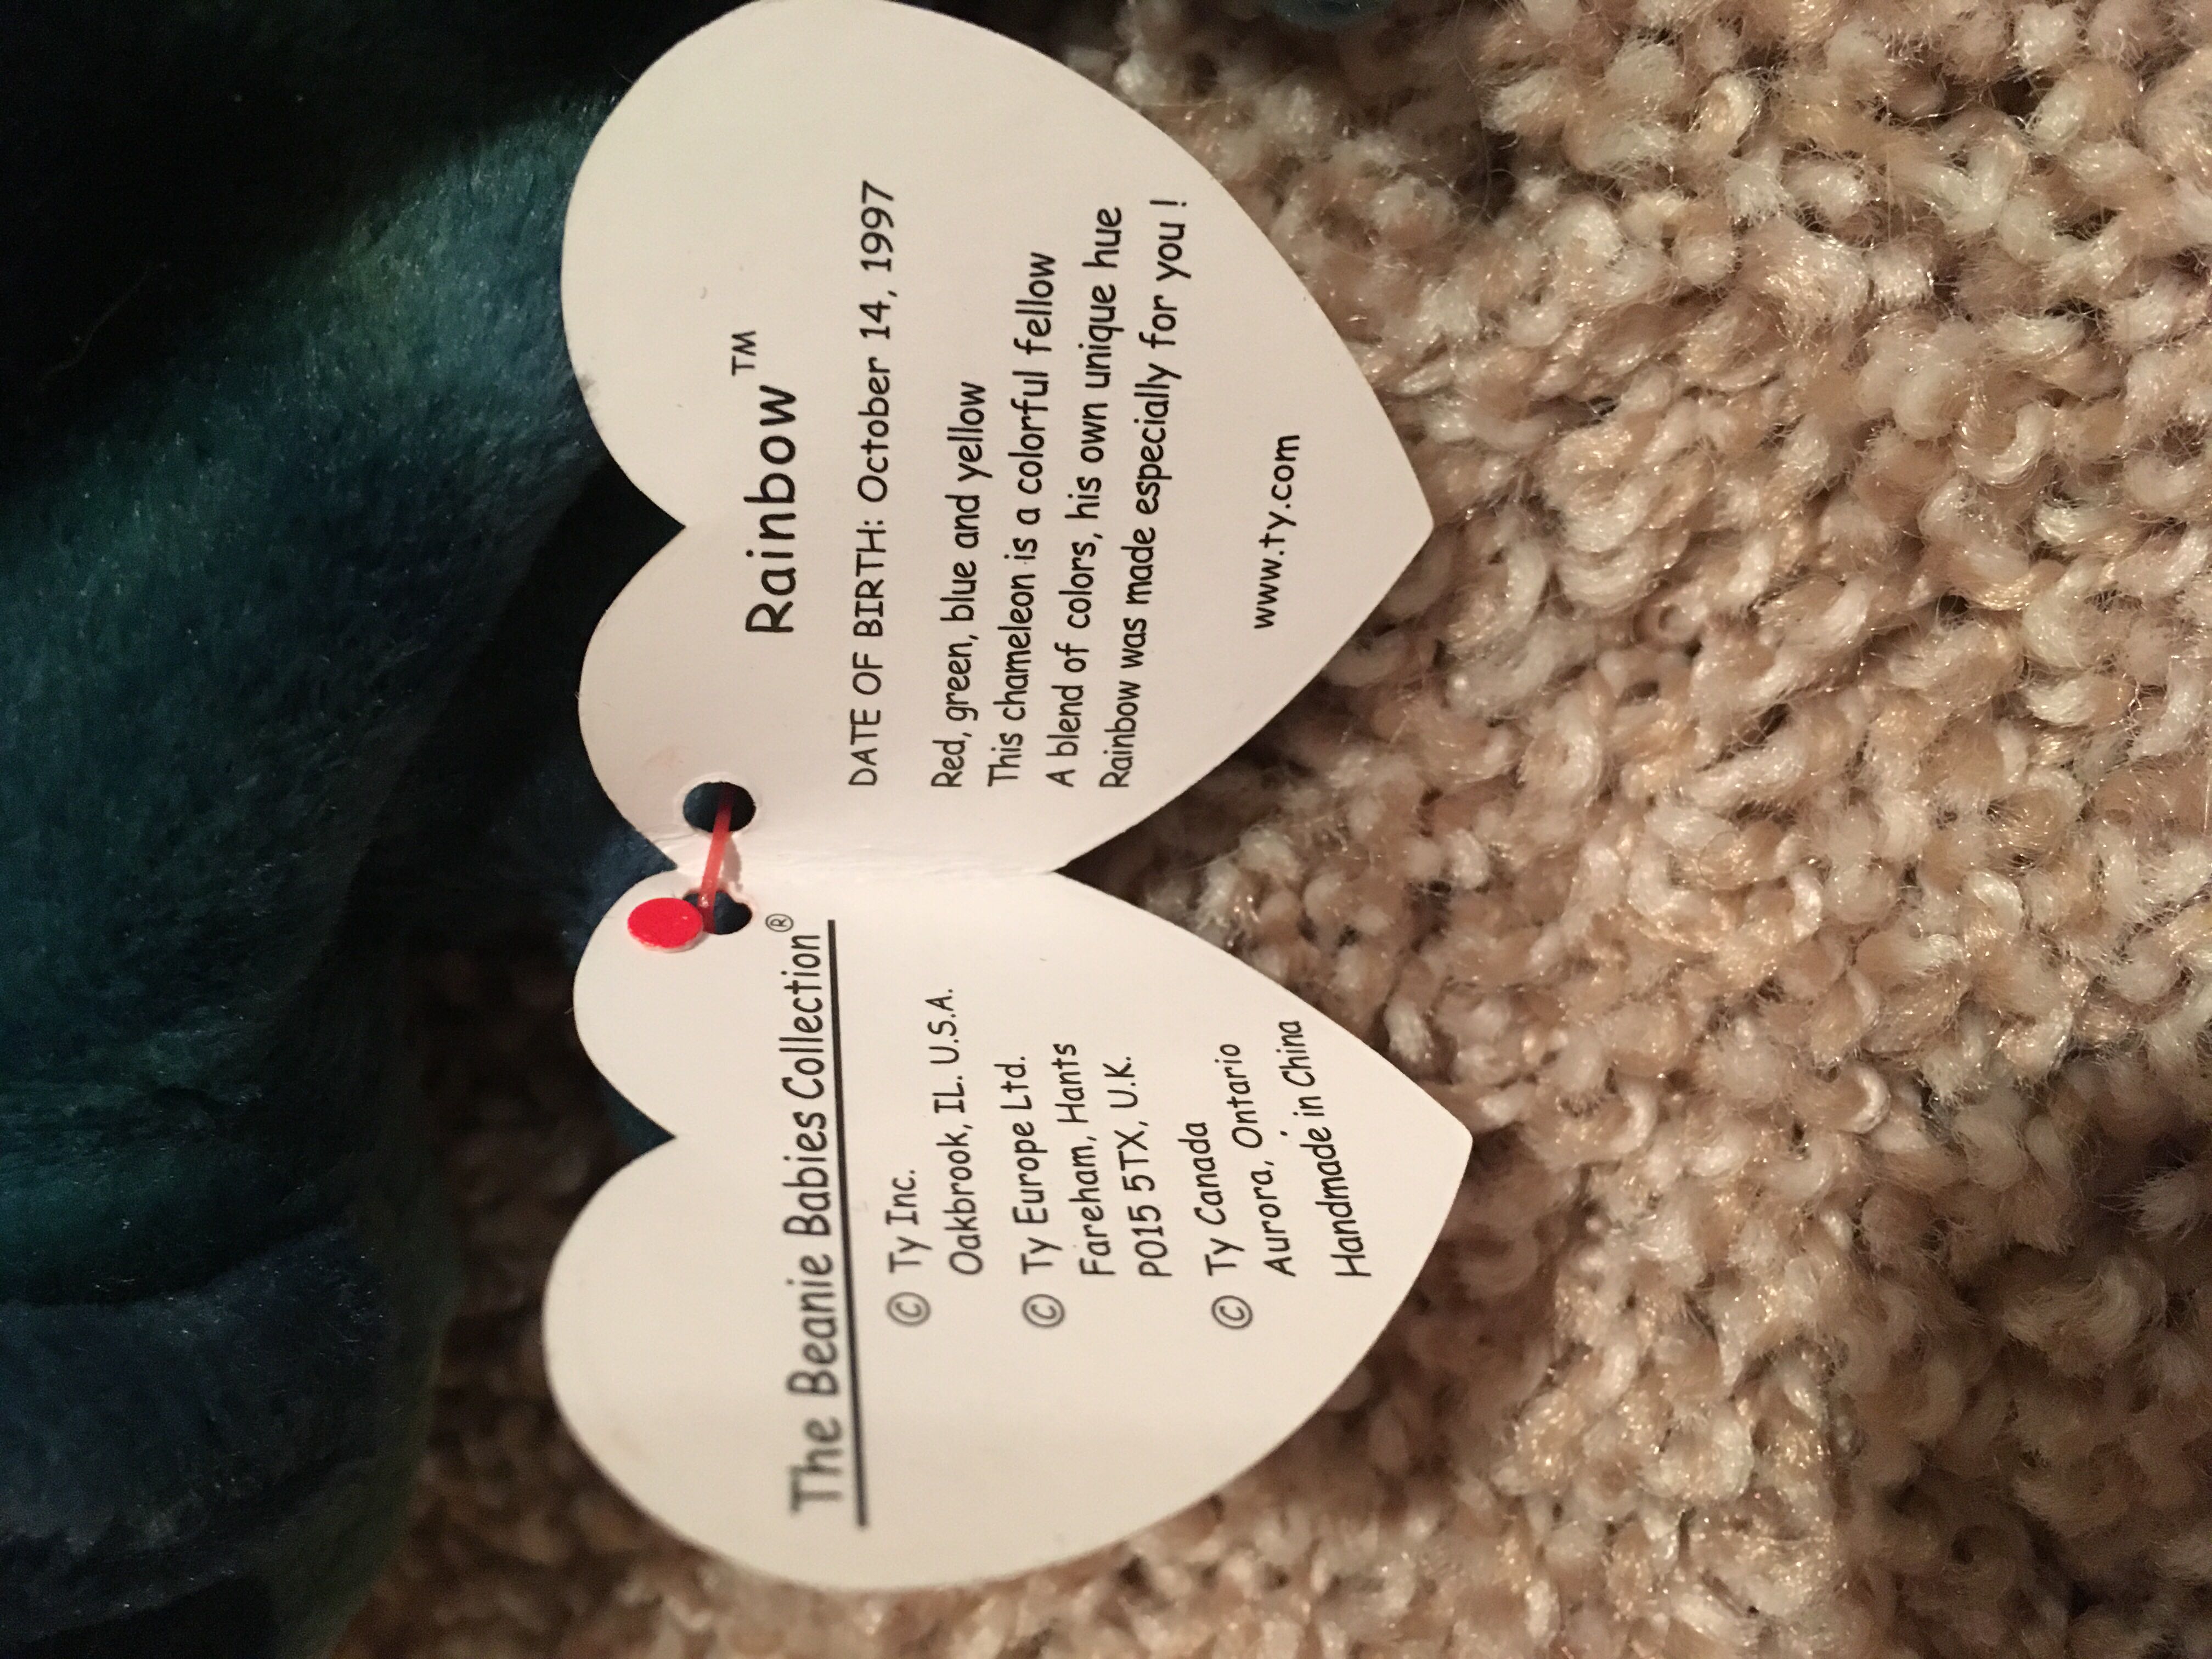 The Beanie Babies Collection®
© Ty Inc.
Oakbrook, IL. U.S.A.
© Ty Europe Ltd.
Fareham, Hants
PO15 5TX, U.K.
© Ty Canada
Aurora, Ontario
Handmade in China
Rainbow™
DATE OF BIRTH: October 14, 1997
Red, green, blue and yellow
This chameleon is a colorful fellow
A blend of colors, his own unique hue
Rainbow was made especially for you !
www.ty.com